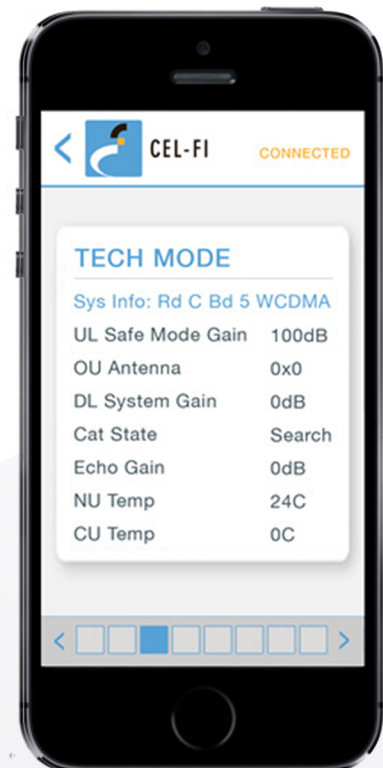 CEL-FI
CONNECTED
TECH MODE
Sys Info: Rd C Bd 5 WCDMA
UL Safe Mode Gain 100dB
OU Antenna 0x0
DL System Gain 0dB
Cat State Search
Echo Gain 0dB
NU Temp 24C
CU Temp 0C